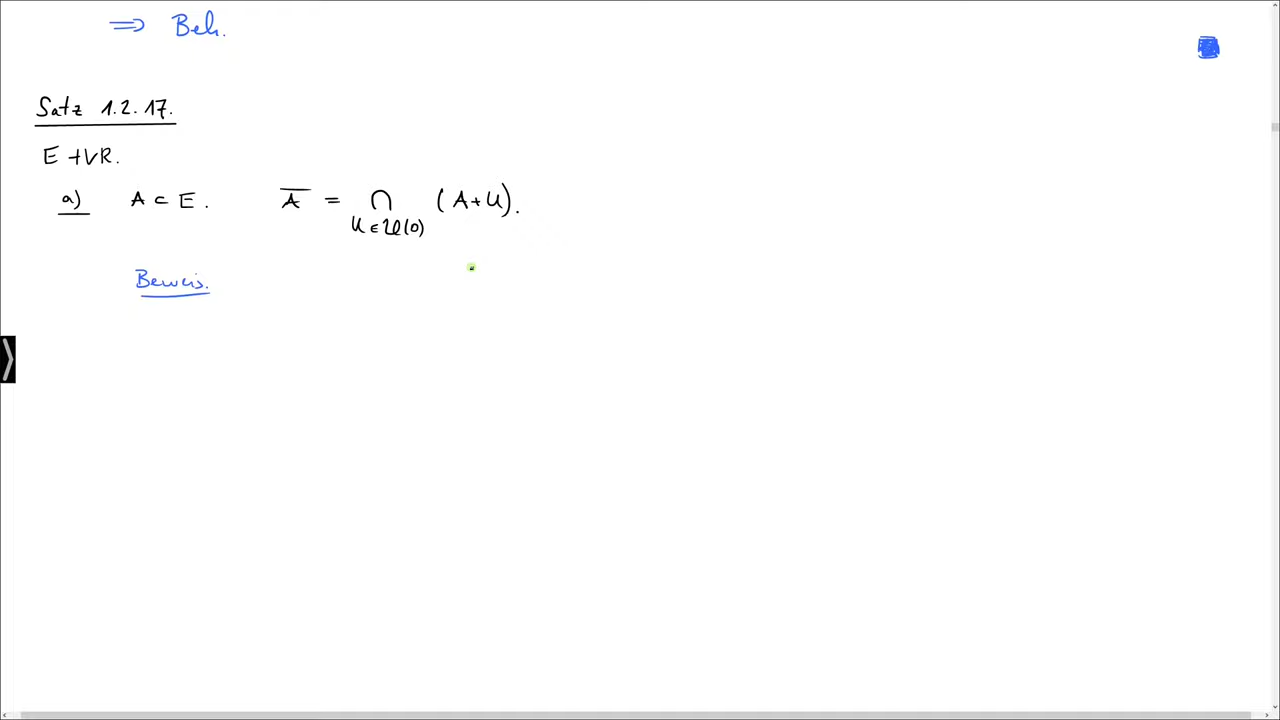 ⇒ Beh.
Satz 1.2.17.
E tVR.
a) A ⊂ E. A̅ = ⋂ (A+U).
U ∈ 𝒰(0)
Beweis.